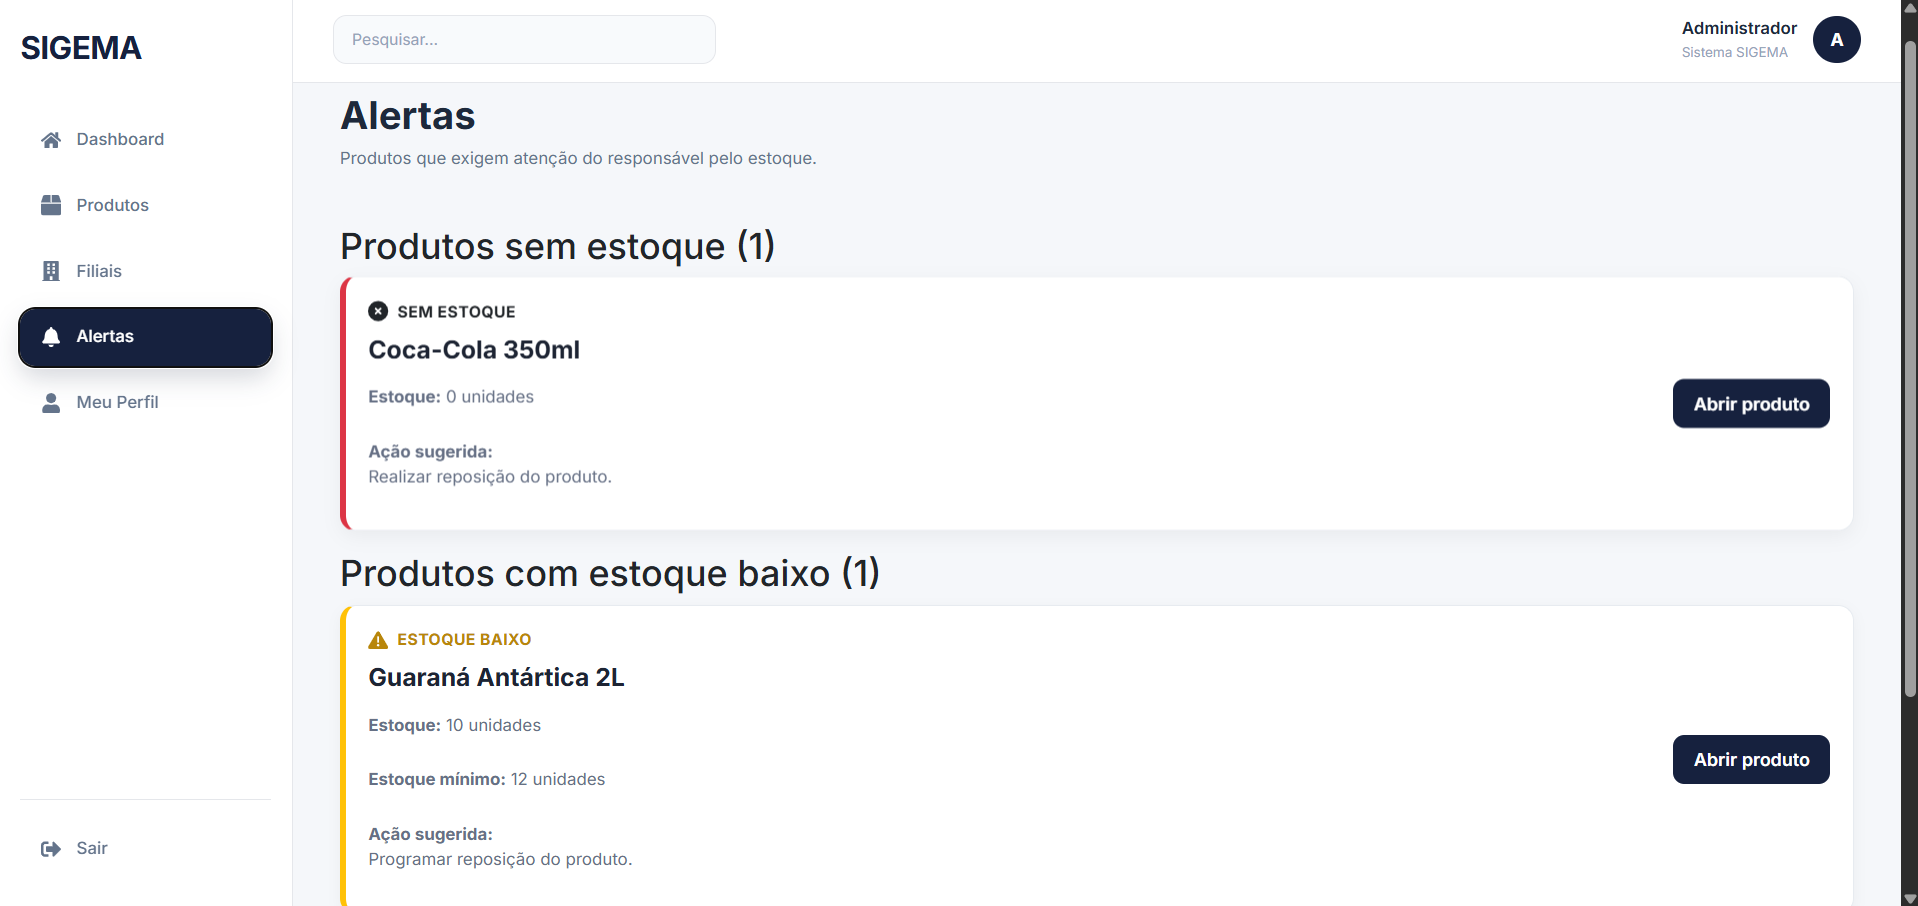 SIGEMA
Dashboard
Produtos
Filiais
Alertas
Meu Perfil
Sair
Pesquisar...
Administrador
Sistema SIGEMA
A
Alertas
Produtos que exigem atenção do responsável pelo estoque.
Produtos sem estoque (1)
SEM ESTOQUE
Coca-Cola 350ml
Estoque: 0 unidades
Ação sugerida:
Realizar reposição do produto.
Abrir produto
Produtos com estoque baixo (1)
ESTOQUE BAIXO
Guaraná Antártica 2L
Estoque: 10 unidades
Estoque mínimo: 12 unidades
Ação sugerida:
Programar reposição do produto.
Abrir produto